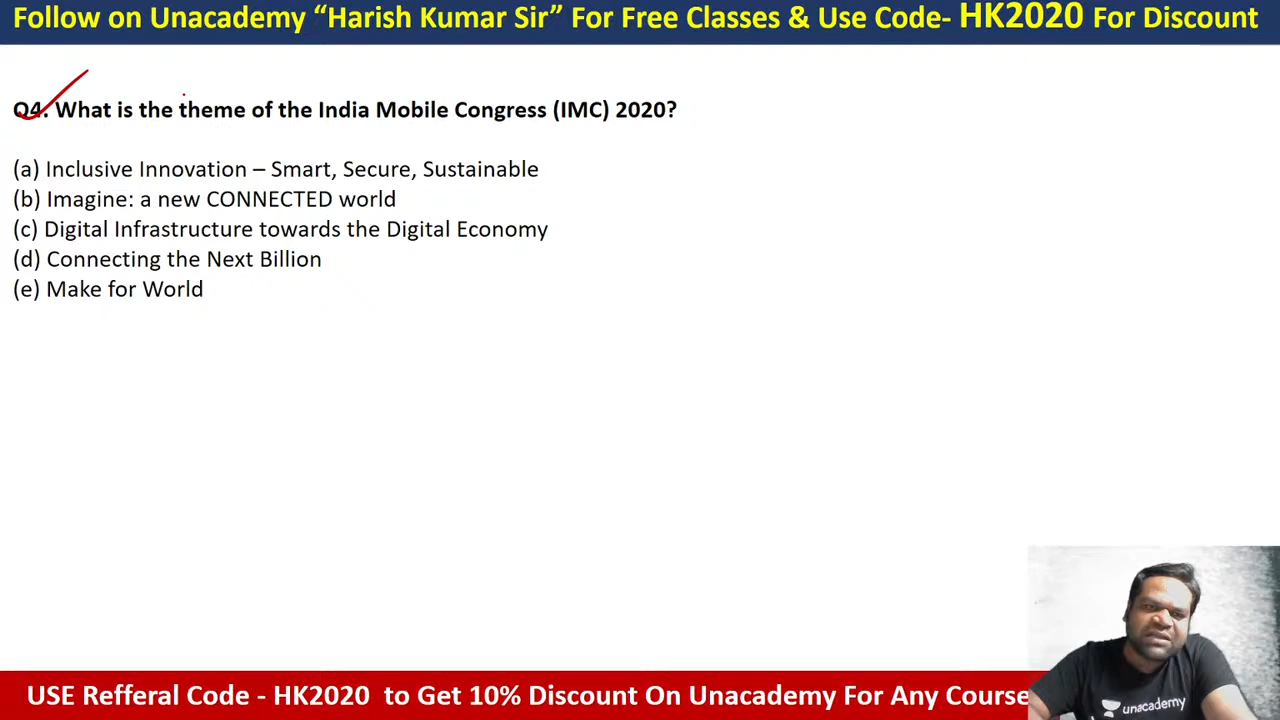 Follow on Unacademy “Harish Kumar Sir” For Free Classes & Use Code- HK2020 For Discount
Q4. What is the theme of the India Mobile Congress (IMC) 2020?
(a) Inclusive Innovation – Smart, Secure, Sustainable
(b) Imagine: a new CONNECTED world
(c) Digital Infrastructure towards the Digital Economy
(d) Connecting the Next Billion
(e) Make for World
USE Refferal Code - HK2020 to Get 10% Discount On Unacademy For Any Course
unacademy